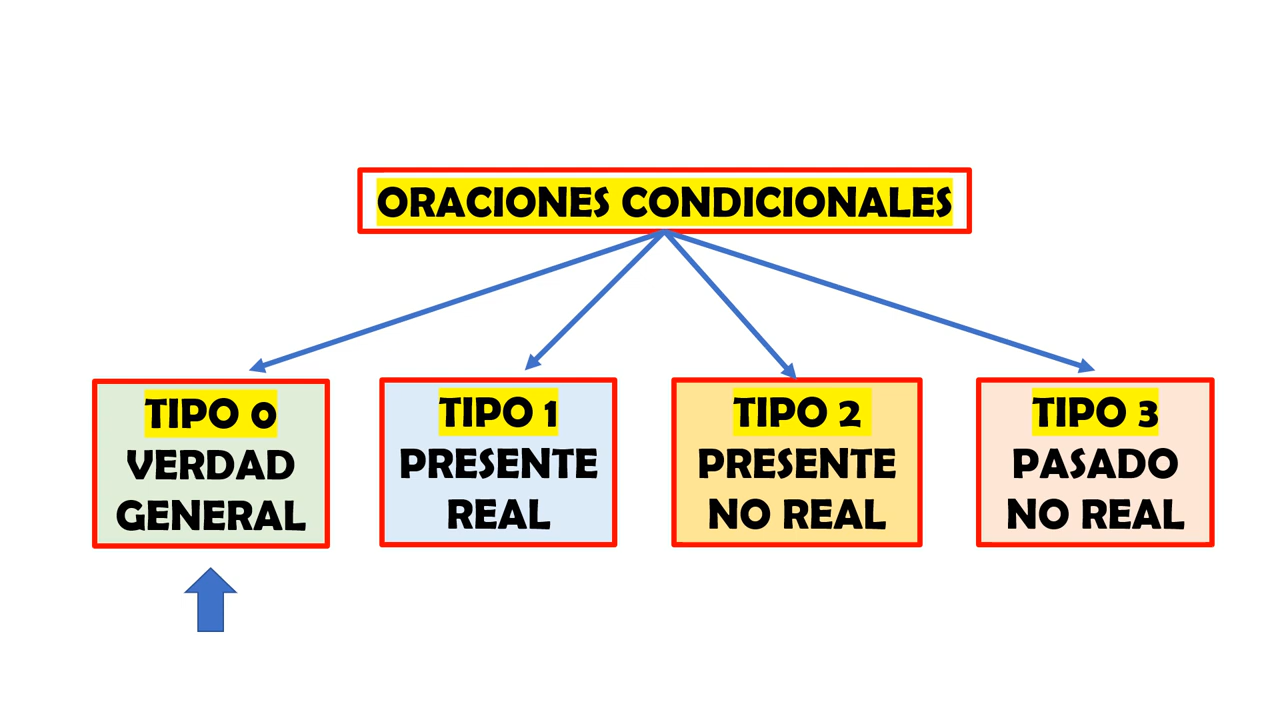 ORACIONES CONDICIONALES
TIPO 0
VERDAD
GENERAL
TIPO 1
PRESENTE
REAL
TIPO 2
PRESENTE
NO REAL
TIPO 3
PASADO
NO REAL